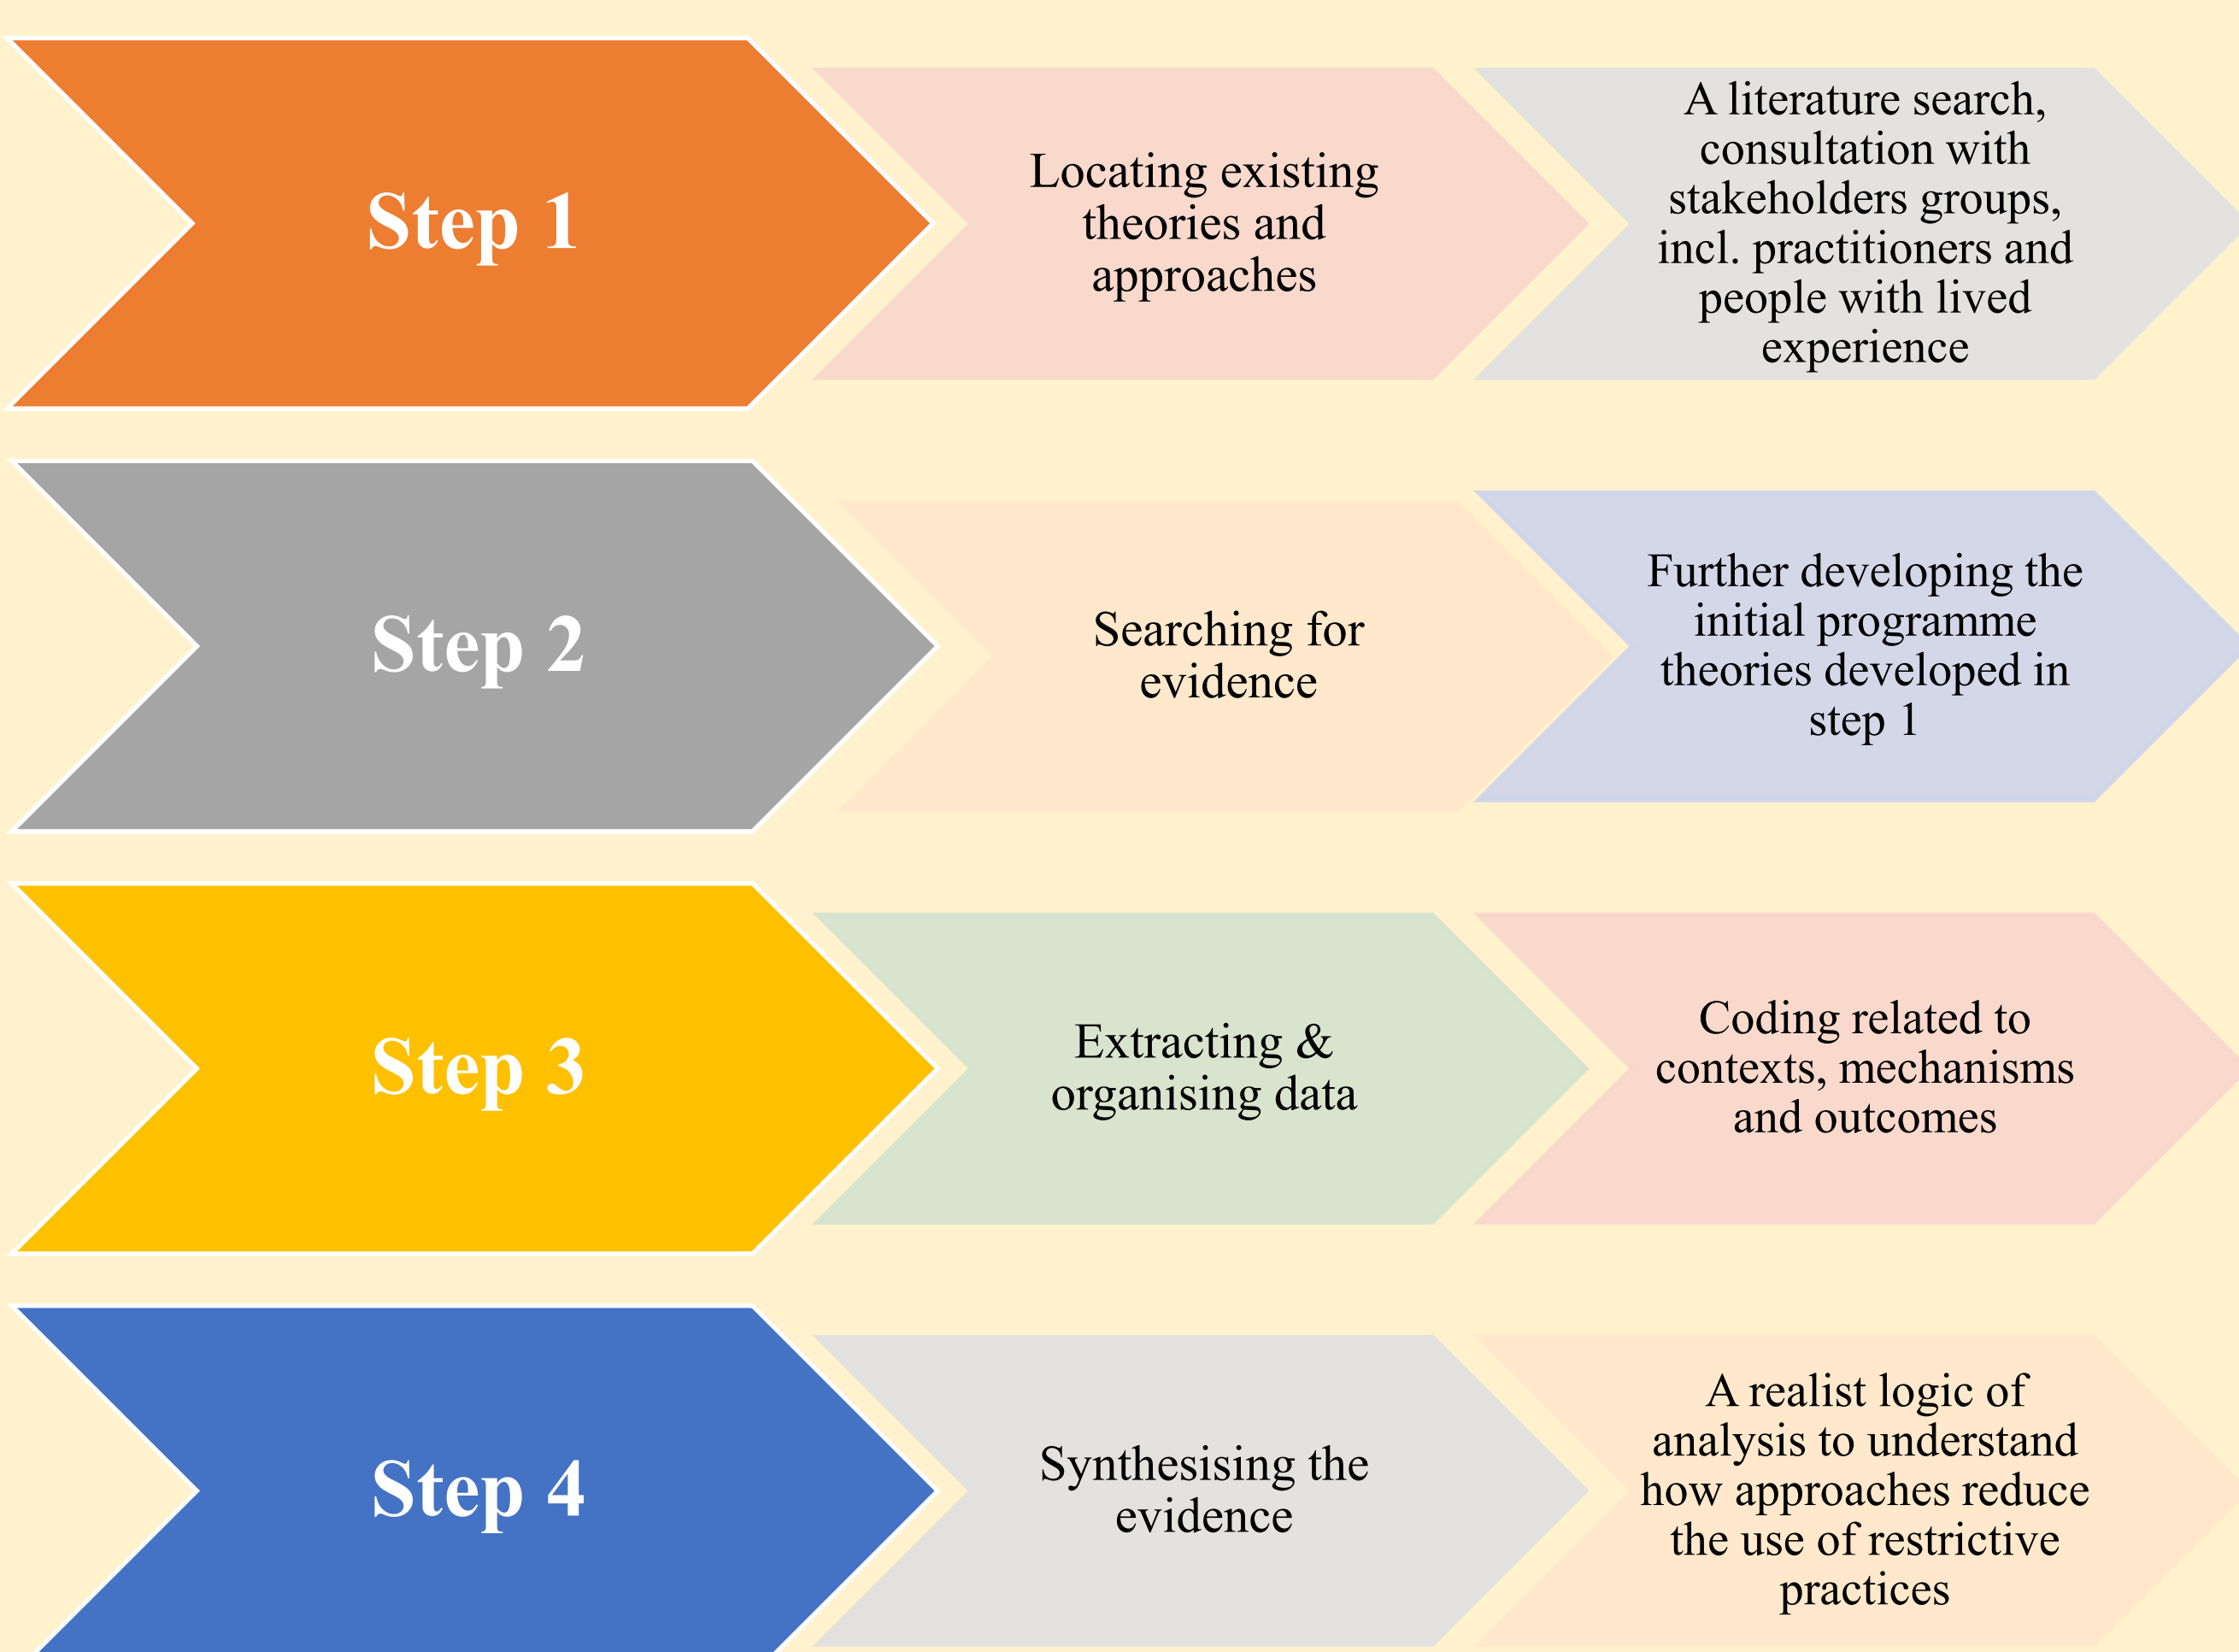 Step 1
Locating existing
theories and
approaches
A literature search,
consultation with
stakeholders groups,
incl. practitioners and
people with lived
experience
Step 2
Searching for
evidence
Further developing the
initial programme
theories developed in
step 1
Step 3
Extracting &
organising data
Coding related to
contexts, mechanisms
and outcomes
Step 4
Synthesising the
evidence
A realist logic of
analysis to understand
how approaches reduce
the use of restrictive
practices